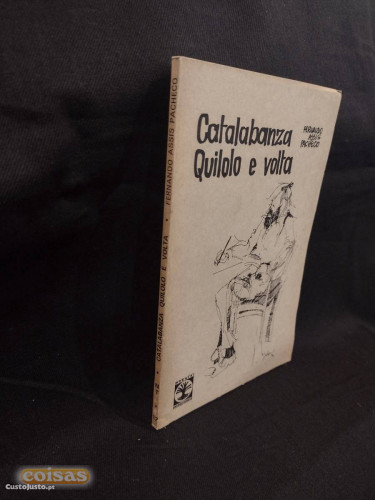 Catalabanza
Quilolo e volta
FERNANDO
ASSIS
PACHECO
CATALABANZA QUILOLO E VOLTA • FERNANDO ASSIS PACHECO
coisas
CustoJusto.pt